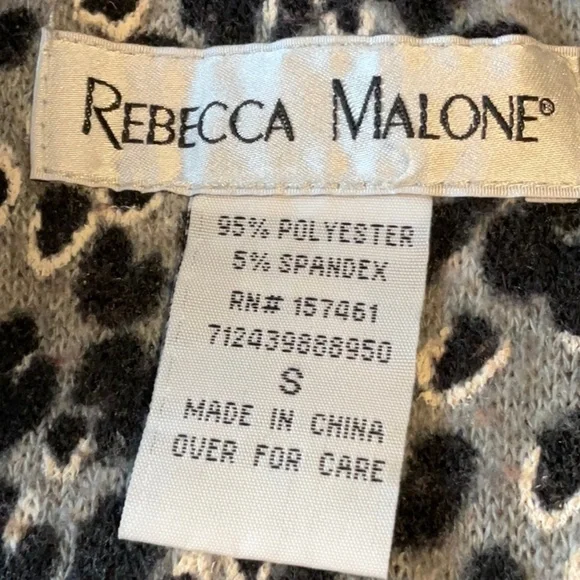 REBECCA MALONE®
95% POLYESTER
5% SPANDEX
RN# 157461
712439888950
S
MADE IN CHINA
OVER FOR CARE